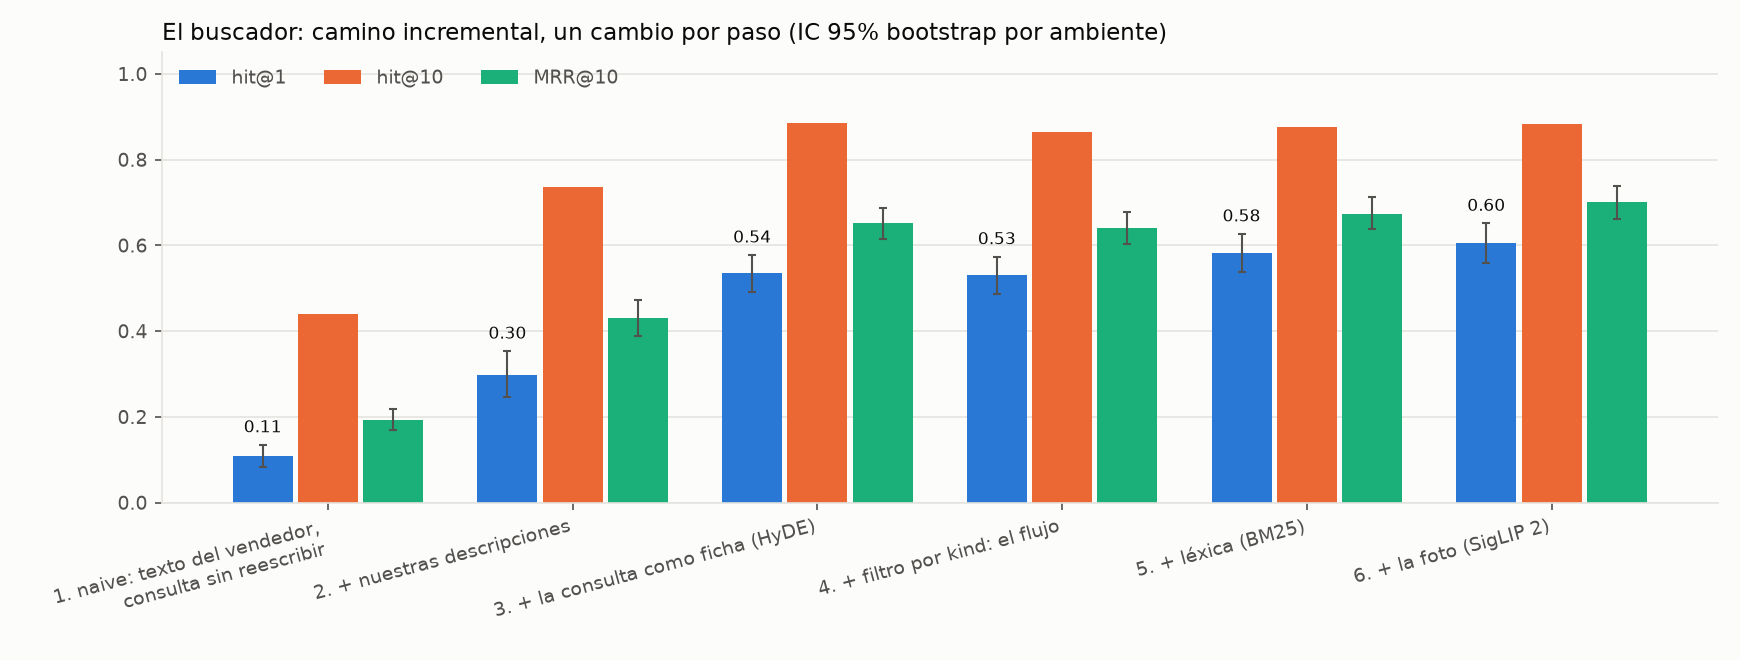 El buscador: camino incremental, un cambio por paso (IC 95% bootstrap por ambiente)
hit@1 hit@10 MRR@10
1.0
0.8
0.6
0.4
0.2
0.0
0.11
0.30
0.54
0.53
0.58
0.60
1. naive: texto del vendedor,
consulta sin reescribir
2. + nuestras descripciones
3. + la consulta como ficha (HyDE)
4. + filtro por kind: el flujo
5. + léxica (BM25)
6. + la foto (SigLIP 2)